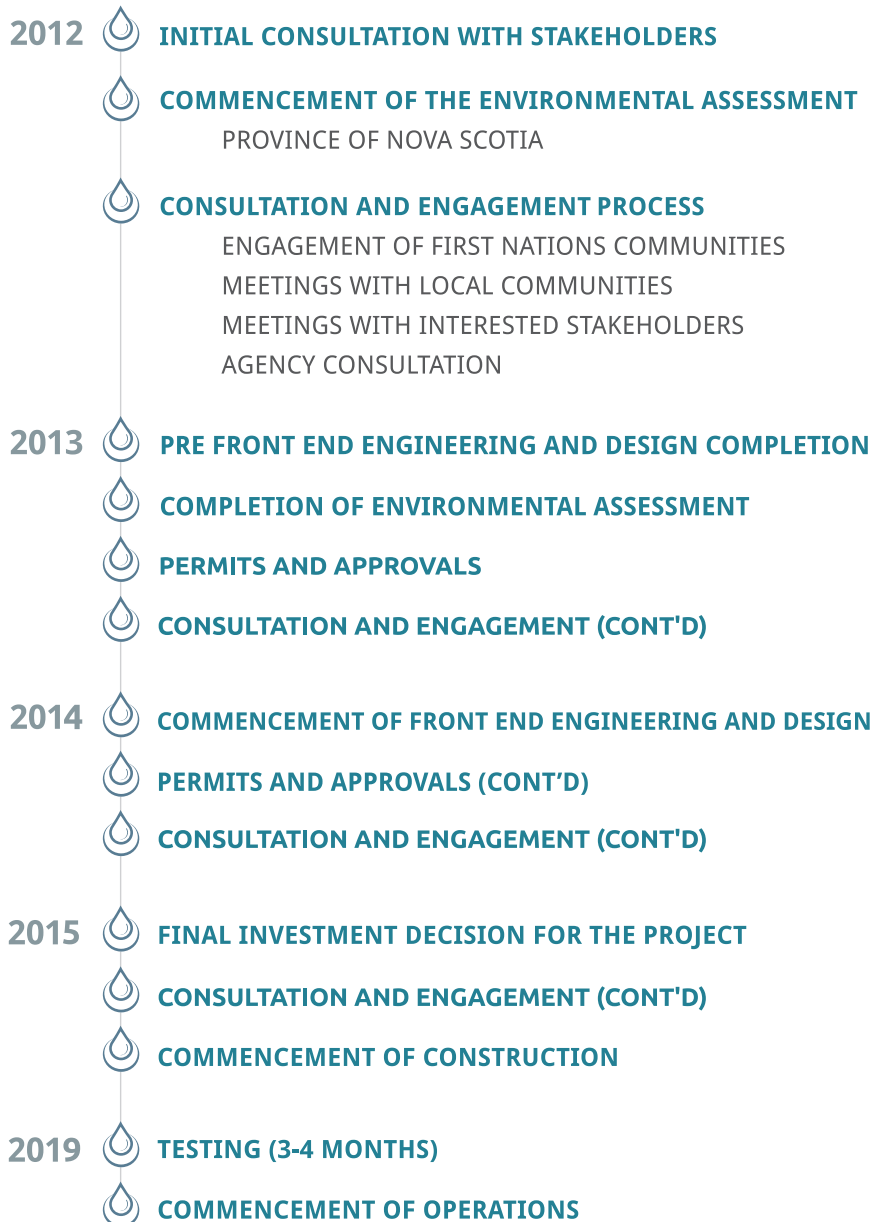 2012 INITIAL CONSULTATION WITH STAKEHOLDERS
COMMENCEMENT OF THE ENVIRONMENTAL ASSESSMENT
PROVINCE OF NOVA SCOTIA
CONSULTATION AND ENGAGEMENT PROCESS
ENGAGEMENT OF FIRST NATIONS COMMUNITIES
MEETINGS WITH LOCAL COMMUNITIES
MEETINGS WITH INTERESTED STAKEHOLDERS
AGENCY CONSULTATION
2013 PRE FRONT END ENGINEERING AND DESIGN COMPLETION
COMPLETION OF ENVIRONMENTAL ASSESSMENT
PERMITS AND APPROVALS
CONSULTATION AND ENGAGEMENT (CONT'D)
2014 COMMENCEMENT OF FRONT END ENGINEERING AND DESIGN
PERMITS AND APPROVALS (CONT’D)
CONSULTATION AND ENGAGEMENT (CONT'D)
2015 FINAL INVESTMENT DECISION FOR THE PROJECT
CONSULTATION AND ENGAGEMENT (CONT'D)
COMMENCEMENT OF CONSTRUCTION
2019 TESTING (3-4 MONTHS)
COMMENCEMENT OF OPERATIONS